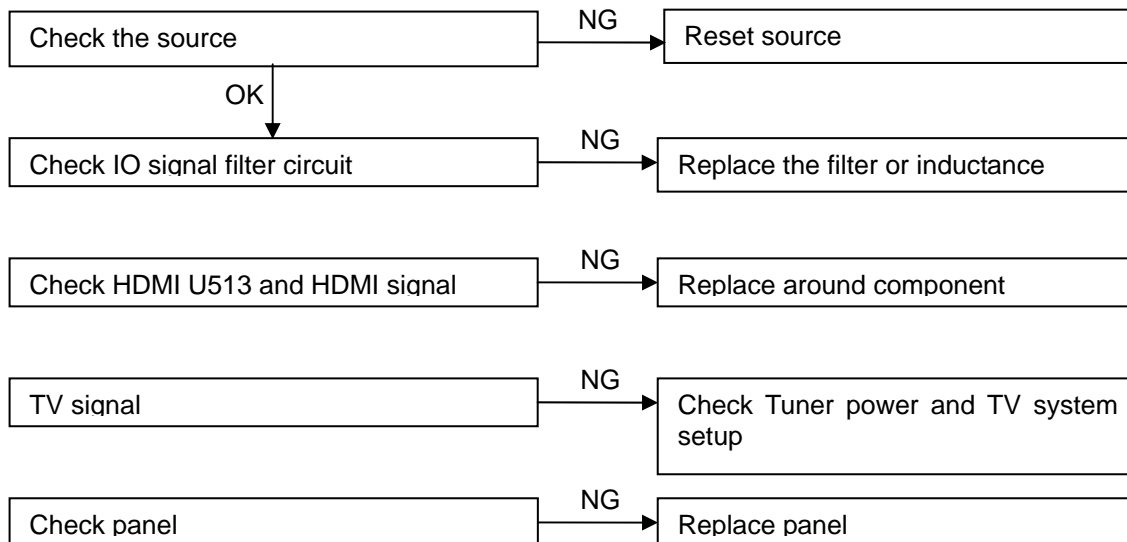 Check the source
NG
Reset source
OK
Check IO signal filter circuit
NG
Replace the filter or inductance
Check HDMI U513 and HDMI signal
NG
Replace around component
TV signal
NG
Check Tuner power and TV system
setup
Check panel
NG
Replace panel